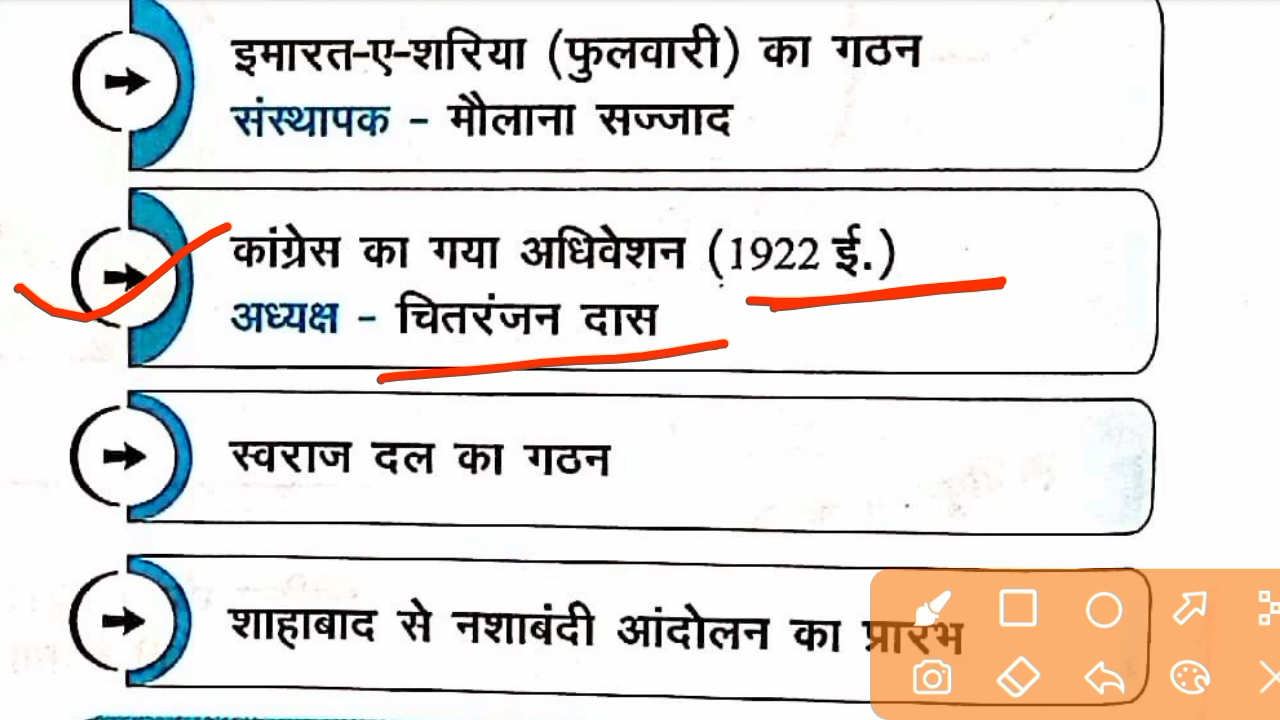 इमारत-ए-शरिया (फुलवारी) का गठन
संस्थापक - मौलाना सज्जाद
कांग्रेस का गया अधिवेशन (1922 ई.)
अध्यक्ष - चितरंजन दास
स्वराज दल का गठन
शाहाबाद से नशाबंदी आंदोलन का प्रारंभ